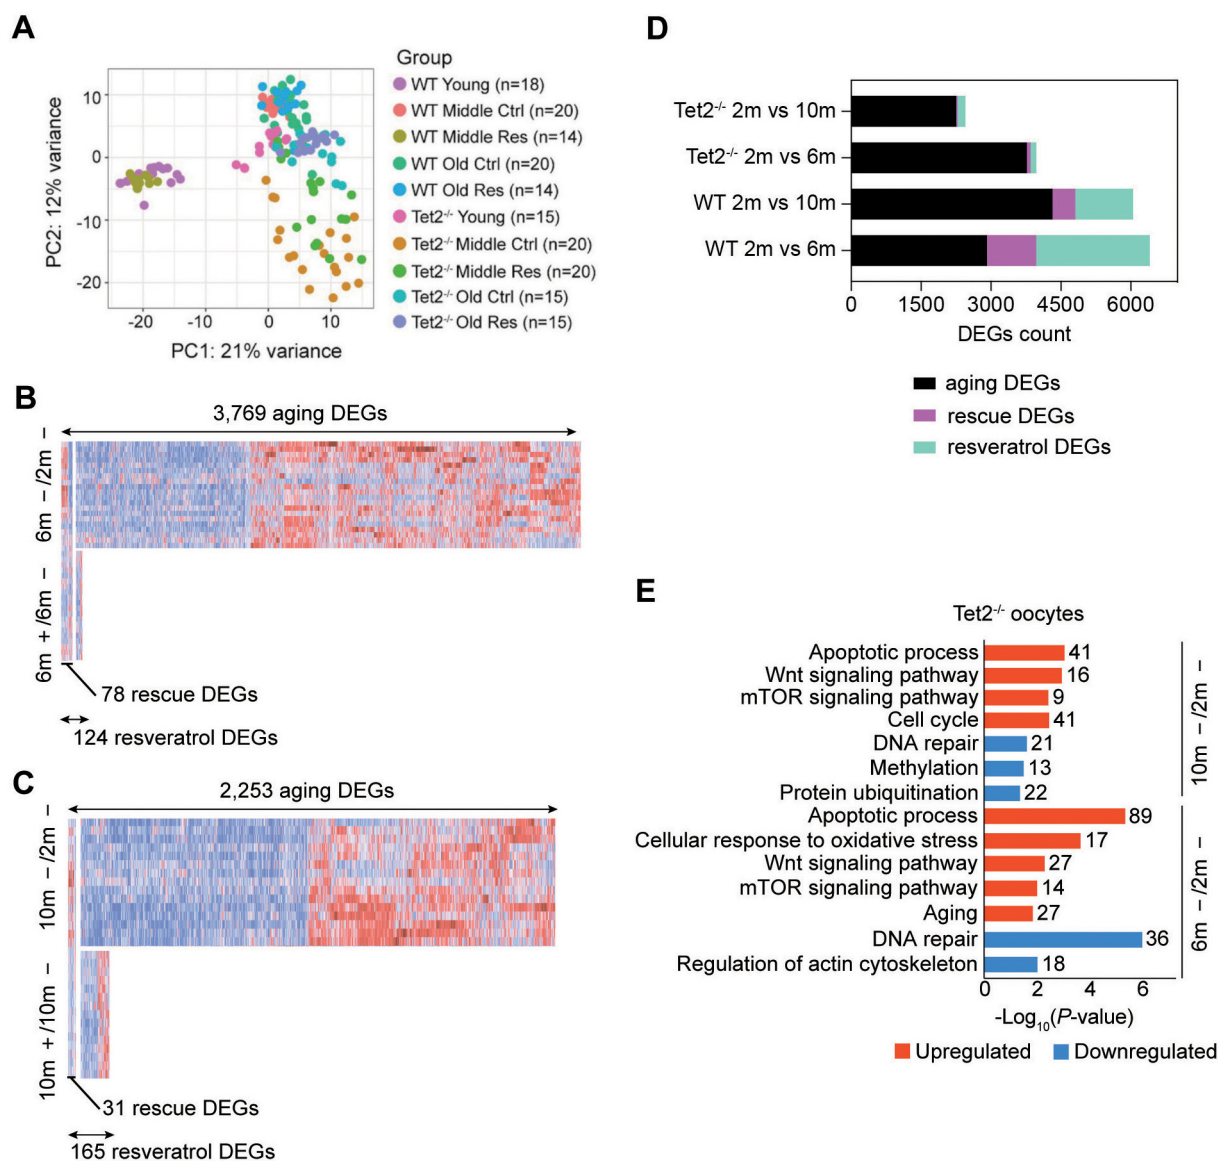 A
Group
WT Young (n=18)
WT Middle Ctrl (n=20)
WT Middle Res (n=14)
WT Old Ctrl (n=20)
WT Old Res (n=14)
Tet2-/- Young (n=15)
Tet2-/- Middle Ctrl (n=20)
Tet2-/- Middle Res (n=20)
Tet2-/- Old Ctrl (n=15)
Tet2-/- Old Res (n=15)
PC2: 12% variance
10
0
-10
-20
-20 -10 0 10
PC1: 21% variance
B
3,769 aging DEGs
6m − /2m −
6m + /6m −
78 rescue DEGs
124 resveratrol DEGs
C
2,253 aging DEGs
10m − /2m −
10m + /10m −
31 rescue DEGs
165 resveratrol DEGs
D
Tet2-/- 2m vs 10m
Tet2-/- 2m vs 6m
WT 2m vs 10m
WT 2m vs 6m
0 1500 3000 4500 6000
DEGs count
aging DEGs
rescue DEGs
resveratrol DEGs
E
Tet2-/- oocytes
Apoptotic process 41
Wnt signaling pathway 16
mTOR signaling pathway 9
Cell cycle 41
DNA repair 21
Methylation 13
Protein ubiquitination 22
10m − /2m −
Apoptotic process 89
Cellular response to oxidative stress 17
Wnt signaling pathway 27
mTOR signaling pathway 14
Aging 27
DNA repair 36
Regulation of actin cytoskeleton 18
6m − /2m −
0 2 4 6
-Log10(P-value)
Upregulated Downregulated